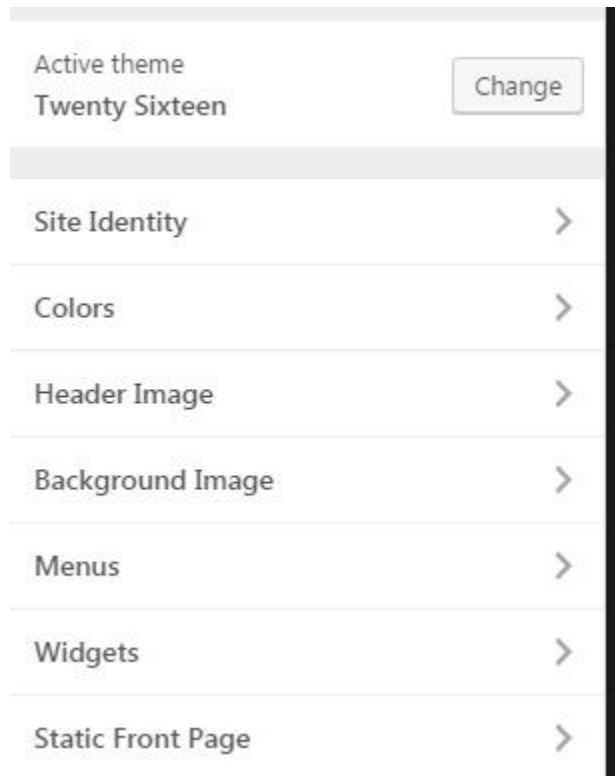 Active theme
Twenty Sixteen
Change
Site Identity
Colors
Header Image
Background Image
Menus
Widgets
Static Front Page